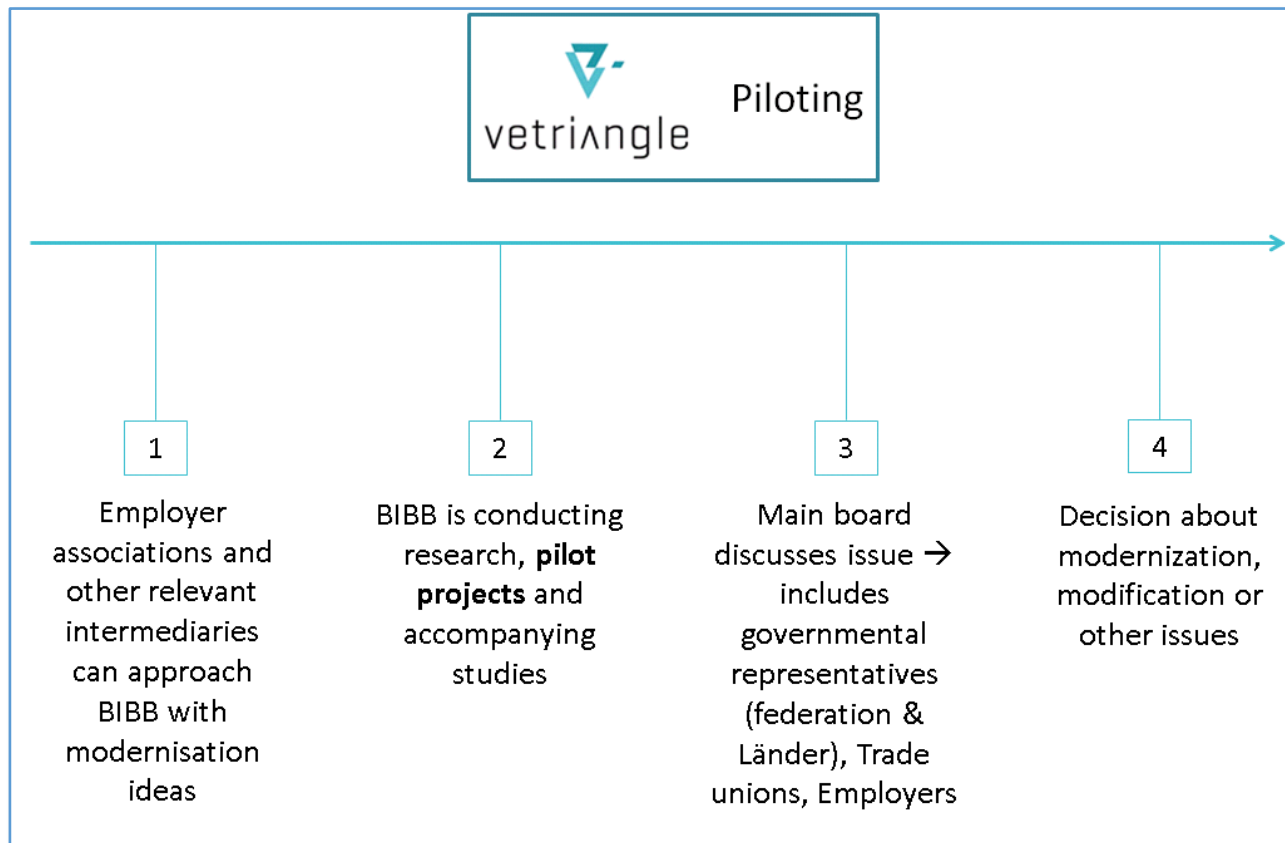 vetriangle
Piloting
1
Employer
associations and
other relevant
intermediaries
can approach
BIBB with
modernisation
ideas
2
BIBB is conducting
research, pilot
projects and
accompanying
studies
3
Main board
discusses issue →
includes
governmental
representatives
(federation &
Länder), Trade
unions, Employers
4
Decision about
modernization,
modification or
other issues